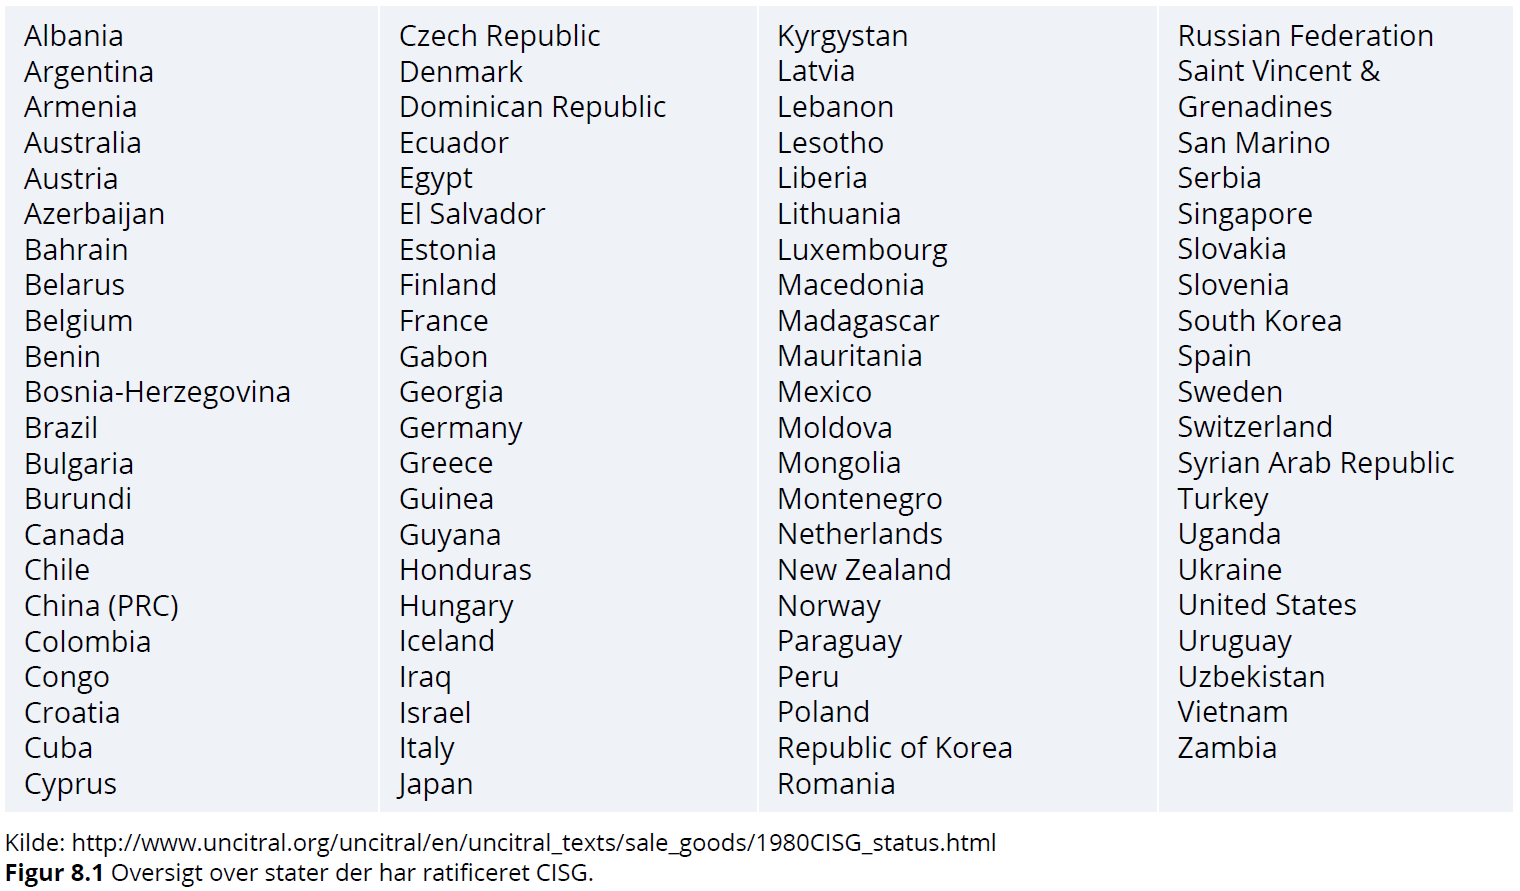 Albania
Argentina
Armenia
Australia
Austria
Azerbaijan
Bahrain
Belarus
Belgium
Benin
Bosnia-Herzegovina
Brazil
Bulgaria
Burundi
Canada
Chile
China (PRC)
Colombia
Congo
Croatia
Cuba
Cyprus
Czech Republic
Denmark
Dominican Republic
Ecuador
Egypt
El Salvador
Estonia
Finland
France
Gabon
Georgia
Germany
Greece
Guinea
Guyana
Honduras
Hungary
Iceland
Iraq
Israel
Italy
Japan
Kyrgystan
Latvia
Lebanon
Lesotho
Liberia
Lithuania
Luxembourg
Macedonia
Madagascar
Mauritania
Mexico
Moldova
Mongolia
Montenegro
Netherlands
New Zealand
Norway
Paraguay
Peru
Poland
Republic of Korea
Romania
Russian Federation
Saint Vincent &
Grenadines
San Marino
Serbia
Singapore
Slovakia
Slovenia
South Korea
Spain
Sweden
Switzerland
Syrian Arab Republic
Turkey
Uganda
Ukraine
United States
Uruguay
Uzbekistan
Vietnam
Zambia
Kilde: http://www.uncitral.org/uncitral/en/uncitral_texts/sale_goods/1980CISG_status.html
Figur 8.1 Oversigt over stater der har ratificeret CISG.